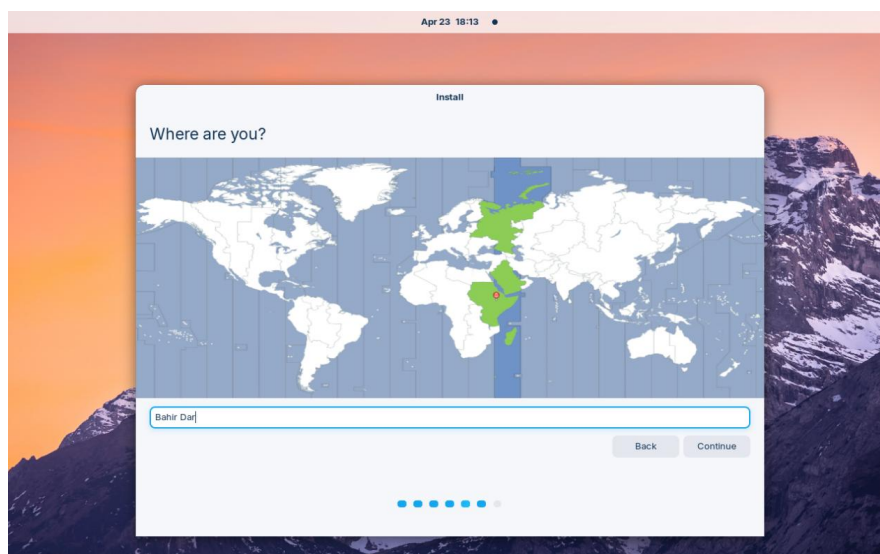 Apr 23 18:13
Install
Where are you?
Bahir Dar
Back Continue